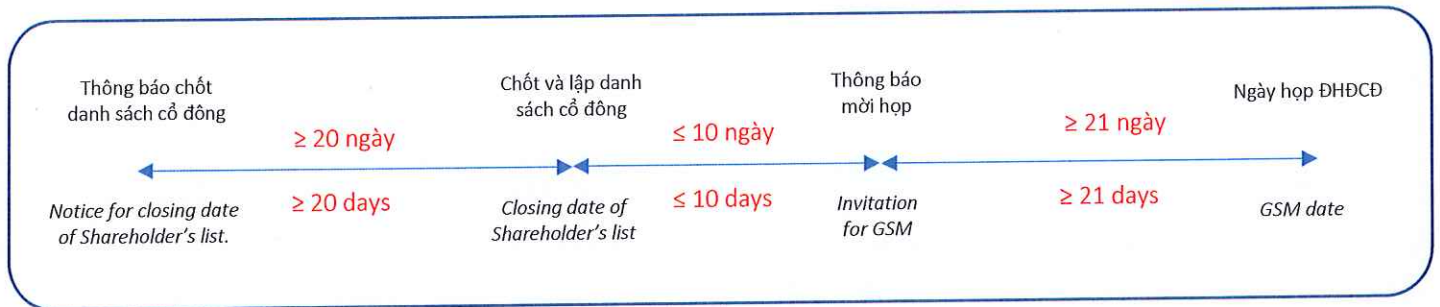 Thông báo chốt
danh sách cổ đông
≥ 20 ngày
Chốt và lập danh
sách cổ đông
≤ 10 ngày
Thông báo
mời họp
≥ 21 ngày
Ngày họp ĐHĐCĐ
Notice for closing date
of Shareholder's list.
≥ 20 days
Closing date of
Shareholder's list
≤ 10 days
Invitation
for GSM
≥ 21 days
GSM date